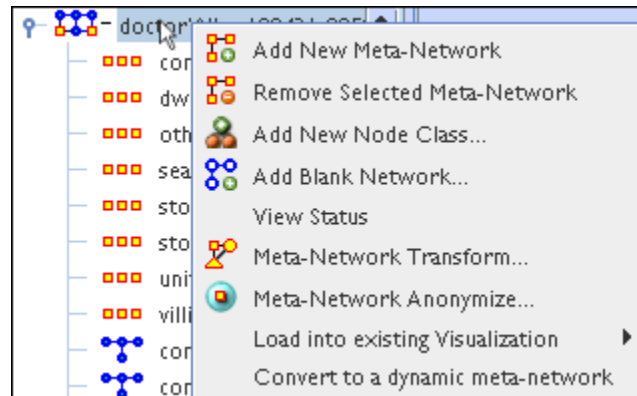 Add New Meta-Network
Remove Selected Meta-Network
Add New Node Class...
Add Blank Network...
View Status
Meta-Network Transform...
Meta-Network Anonymize...
Load into existing Visualization
Convert to a dynamic meta-network